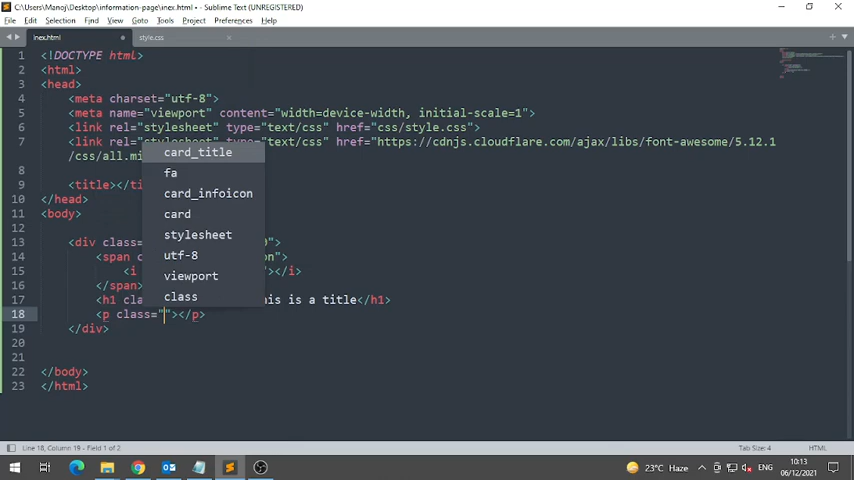 C:\Users\Manoj\Desktop\information-page\inex.html • - Sublime Text (UNREGISTERED)
File Edit Selection Find View Goto Tools Project Preferences Help
inex.html style.css
1 <!DOCTYPE html>
2 <html>
3 <head>
4 <meta charset="utf-8">
5 <meta name="viewport" content="width=device-width, initial-scale=1">
6 <link rel="stylesheet" type="text/css" href="css/style.css">
7 <link rel="stylesheet" type="text/css" href="https://cdnjs.cloudflare.com/ajax/libs/font-awesome/5.12.1
/css/all.mi
card_title
8
fa
9 <title></ti
card_infoicon
10 </head>
11 <body>
card
12
stylesheet
13 <div class= 0">
utf-8
14 <span c on">
15 <i "></i>
viewport
16 </span>
class
17 <h1 cla his is a title</h1>
18 <p class=""></p>
19 </div>
20
21
22 </body>
23 </html>
Line 18, Column 19 - Field 1 of 2 Tab Size: 4 HTML
23°C Haze ENG 10:13
06/12/2021